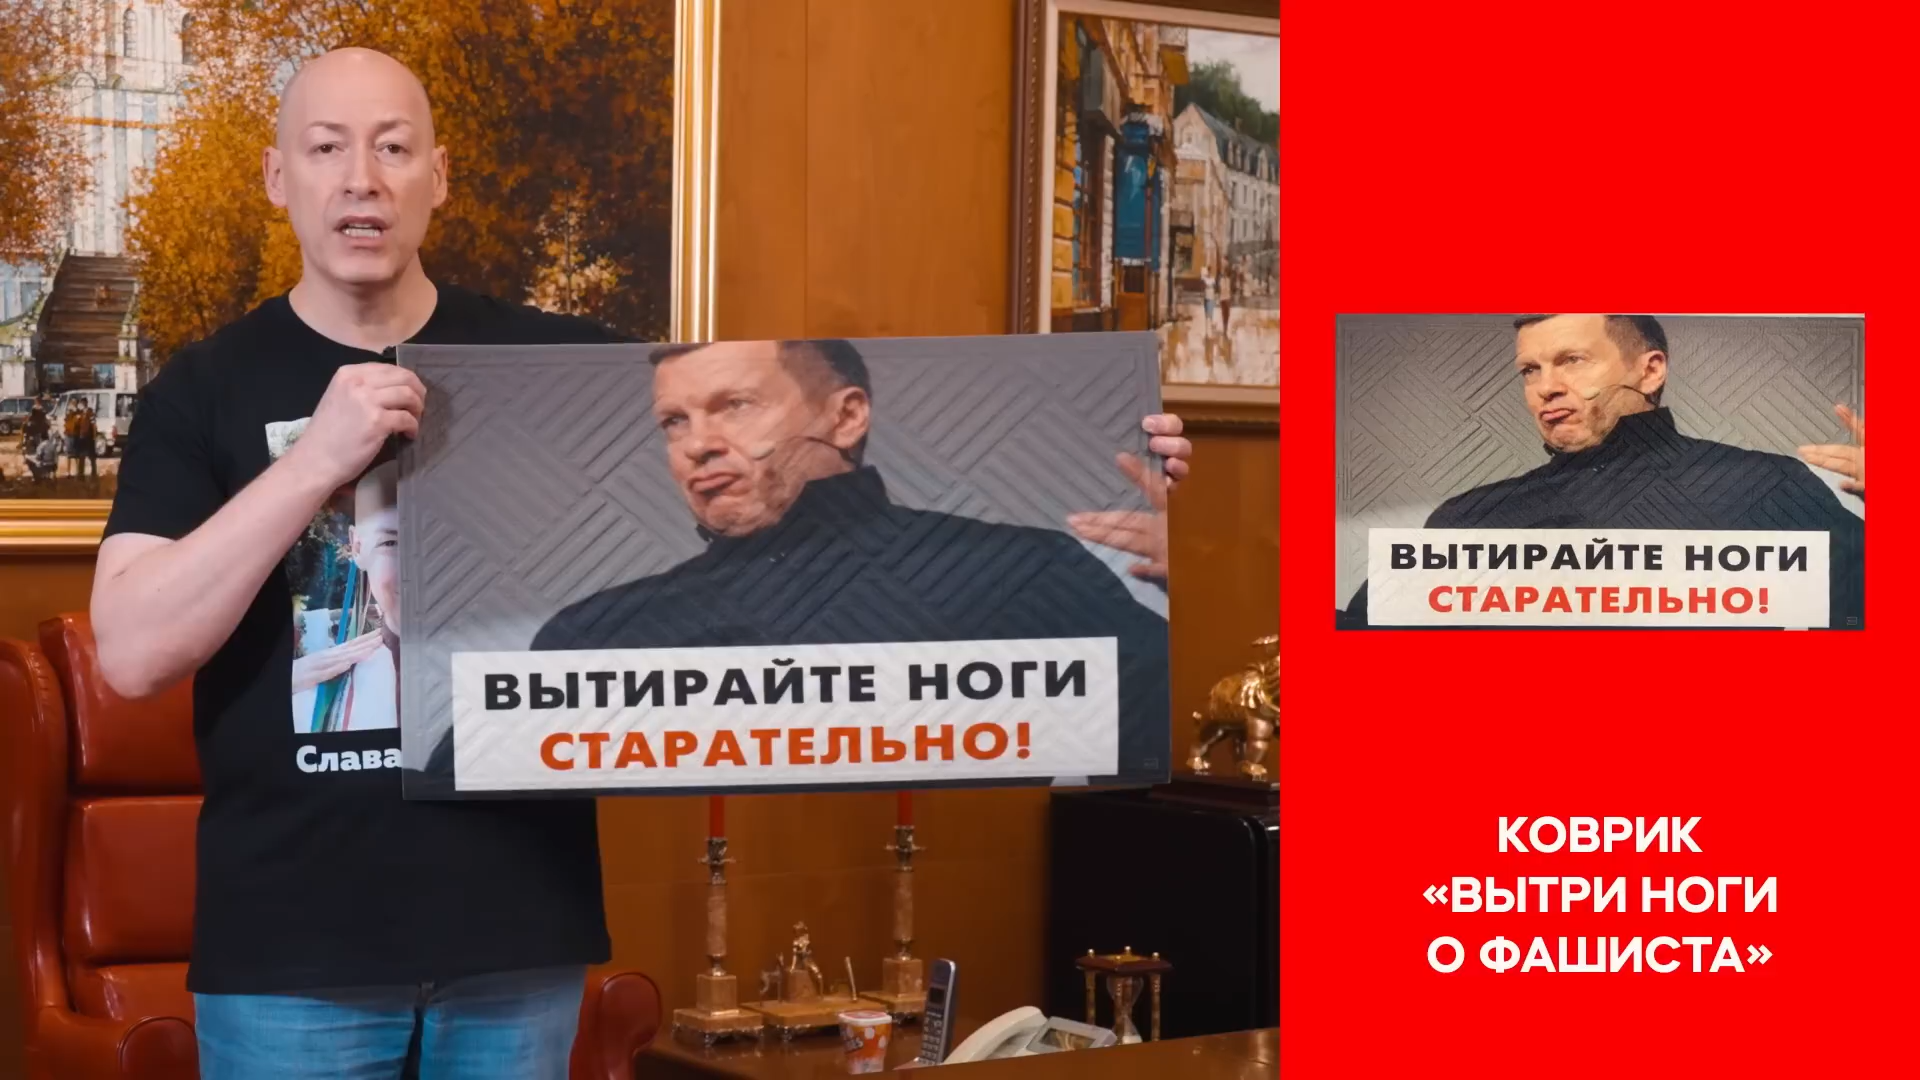 Слава
ВЫТИРАЙТЕ НОГИ
СТАРАТЕЛЬНО!
ВЫТИРАЙТЕ НОГИ
СТАРАТЕЛЬНО!
КОВРИК
«ВЫТРИ НОГИ
О ФАШИСТА»